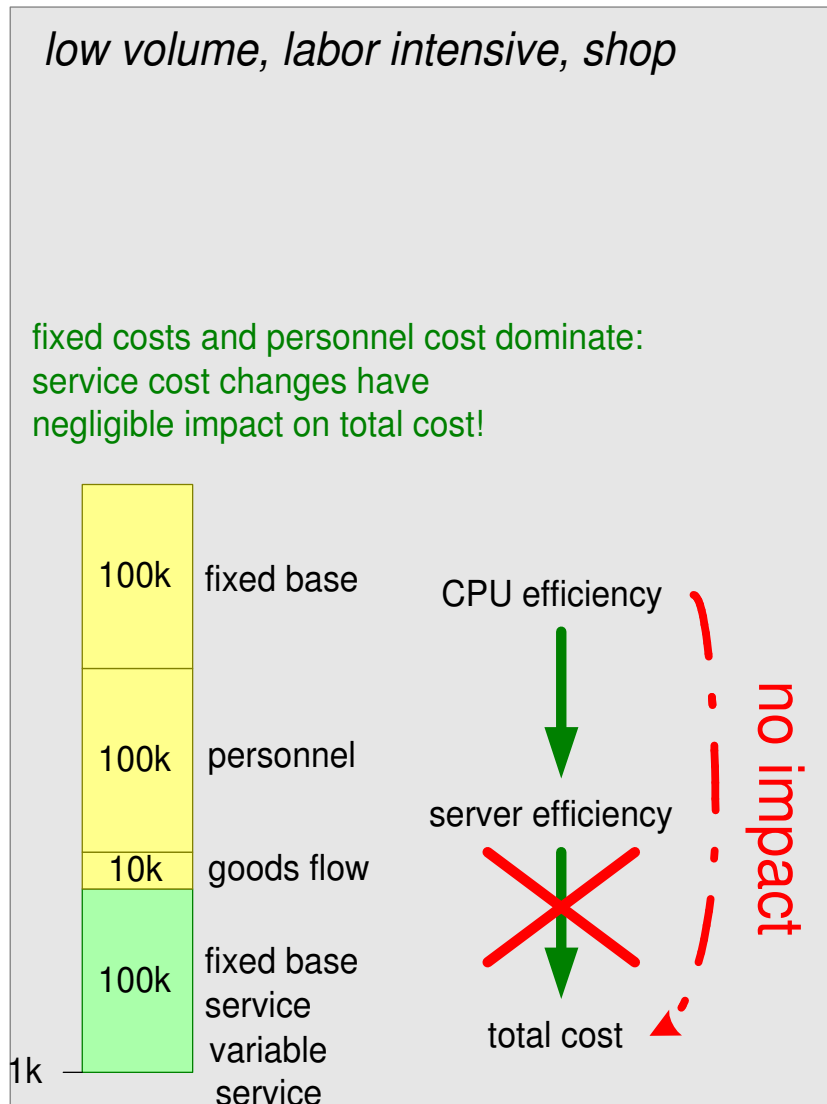 low volume, labor intensive, shop
fixed costs and personnel cost dominate:
service cost changes have
negligible impact on total cost!
100k
fixed base
100k
personnel
10k
goods flow
100k
fixed base
service
1k
variable
service
CPU efficiency
server efficiency
total cost
no impact